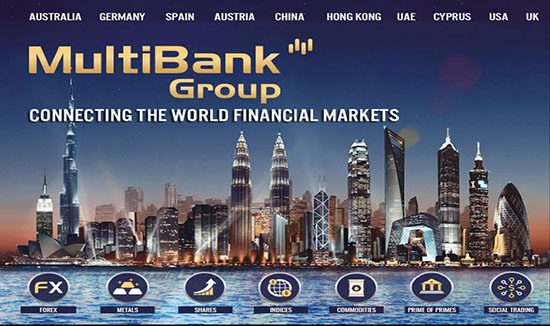 AUSTRALIA GERMANY SPAIN AUSTRIA CHINA HONG KONG UAE CYPRUS USA UK
MultiBank
Group
CONNECTING THE WORLD FINANCIAL MARKETS
FX
FOREX METALS SHARES INDICES COMMODITIES PRIME OF PRIMES SOCIAL TRADING